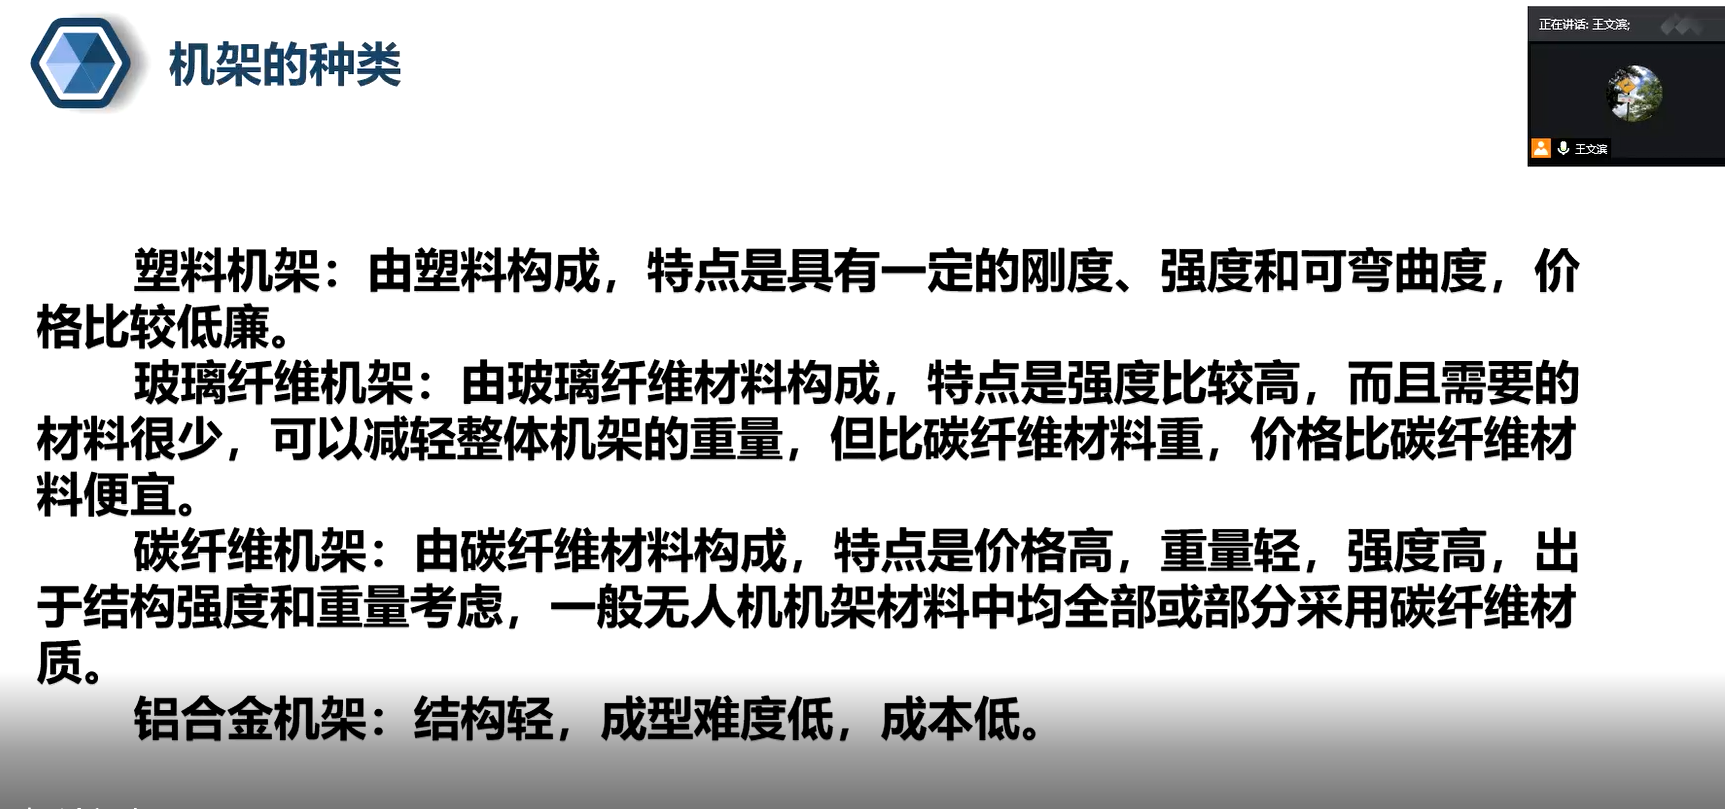 机架的种类
正在讲话: 王文滨;
王文滨
塑料机架：由塑料构成，特点是具有一定的刚度、强度和可弯曲度，价
格比较低廉。
玻璃纤维机架：由玻璃纤维材料构成，特点是强度比较高，而且需要的
材料很少，可以减轻整体机架的重量，但比碳纤维材料重，价格比碳纤维材
料便宜。
碳纤维机架：由碳纤维材料构成，特点是价格高，重量轻，强度高，出
于结构强度和重量考虑，一般无人机机架材料中均全部或部分采用碳纤维材
质。
铝合金机架：结构轻，成型难度低，成本低。